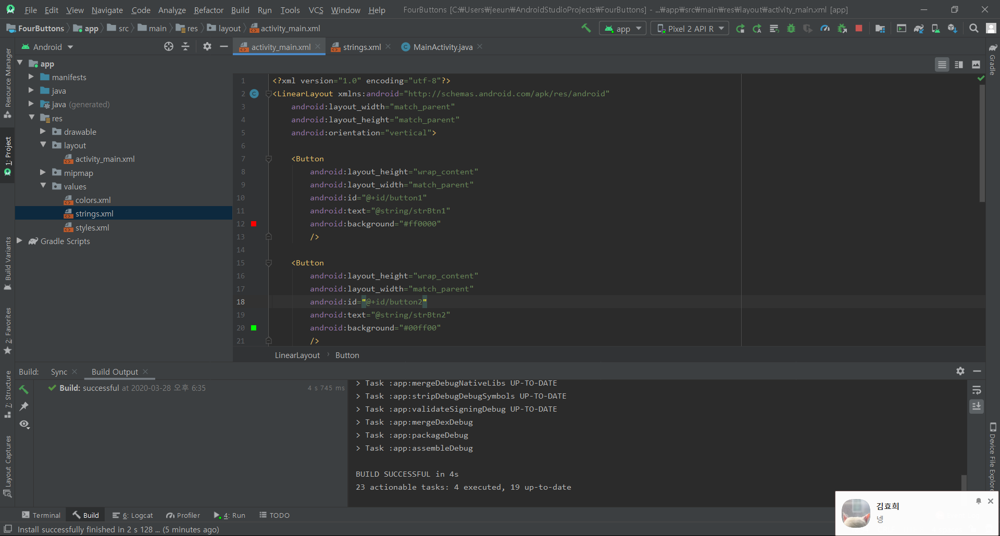 File Edit View Navigate Code Analyze Refactor Build Run Tools VCS Window Help FourButtons [C:₩Users₩jeeun₩AndroidStudioProjects₩FourButtons] - ...₩app₩src₩main₩res₩layout₩activity_main.xml [app]
FourButtons app src main res layout activity_main.xml app Pixel 2 API R
Android
activity_main.xml strings.xml MainActivity.java
app
manifests
java
java (generated)
res
drawable
layout
activity_main.xml
mipmap
values
colors.xml
strings.xml
styles.xml
Gradle Scripts
Resource Manager
1: Project
Build Variants
2: Favorites
7: Structure
Layout Captures
Gradle
Device File Explore
1 <?xml version="1.0" encoding="utf-8"?>
2 <LinearLayout xmlns:android="http://schemas.android.com/apk/res/android"
3 android:layout_width="match_parent"
4 android:layout_height="match_parent"
5 android:orientation="vertical">
6
7 <Button
8 android:layout_height="wrap_content"
9 android:layout_width="match_parent"
10 android:id="@+id/button1"
11 android:text="@string/strBtn1"
12 android:background="#ff0000"
13 />
14
15 <Button
16 android:layout_height="wrap_content"
17 android:layout_width="match_parent"
18 android:id="@+id/button2"
19 android:text="@string/strBtn2"
20 android:background="#00ff00"
21 />
LinearLayout Button
Build: Sync Build Output
Build: successful at 2020-03-28 오후 6:35 4 s 745 ms
> Task :app:mergeDebugNativeLibs UP-TO-DATE
> Task :app:stripDebugDebugSymbols UP-TO-DATE
> Task :app:validateSigningDebug UP-TO-DATE
> Task :app:mergeDexDebug
> Task :app:packageDebug
> Task :app:assembleDebug
BUILD SUCCESSFUL in 4s
23 actionable tasks: 4 executed, 19 up-to-date
김효희
넹
Terminal Build 6: Logcat Profiler 4: Run TODO
Install successfully finished in 2 s 128 ... (5 minutes ago)